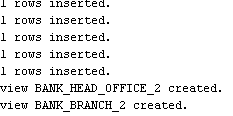 1 rows inserted.
1 rows inserted.
1 rows inserted.
1 rows inserted.
1 rows inserted.
view BANK_HEAD_OFFICE_2 created.
view BANK_BRANCH_2 created.